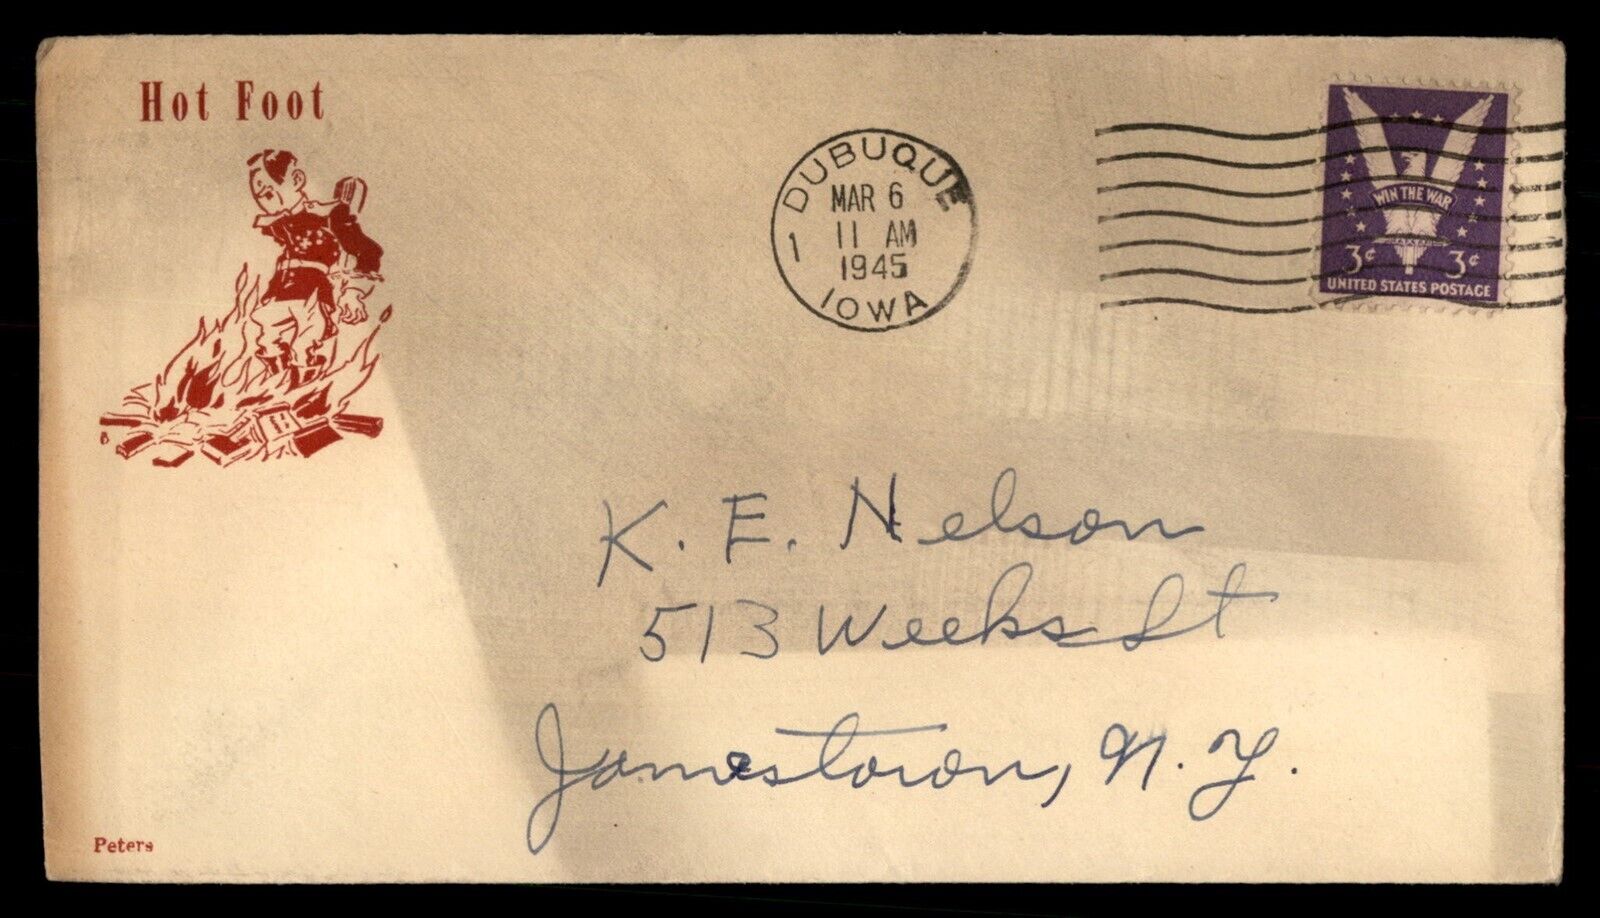 Hot Foot
DUBUQUE
MAR 6
11 AM
1945
1
IOWA
WIN THE WAR
3¢ 3¢
UNITED STATES POSTAGE
K. E. Nelson
513 Weeks St
Jamestown, N. Y.
B
Peters